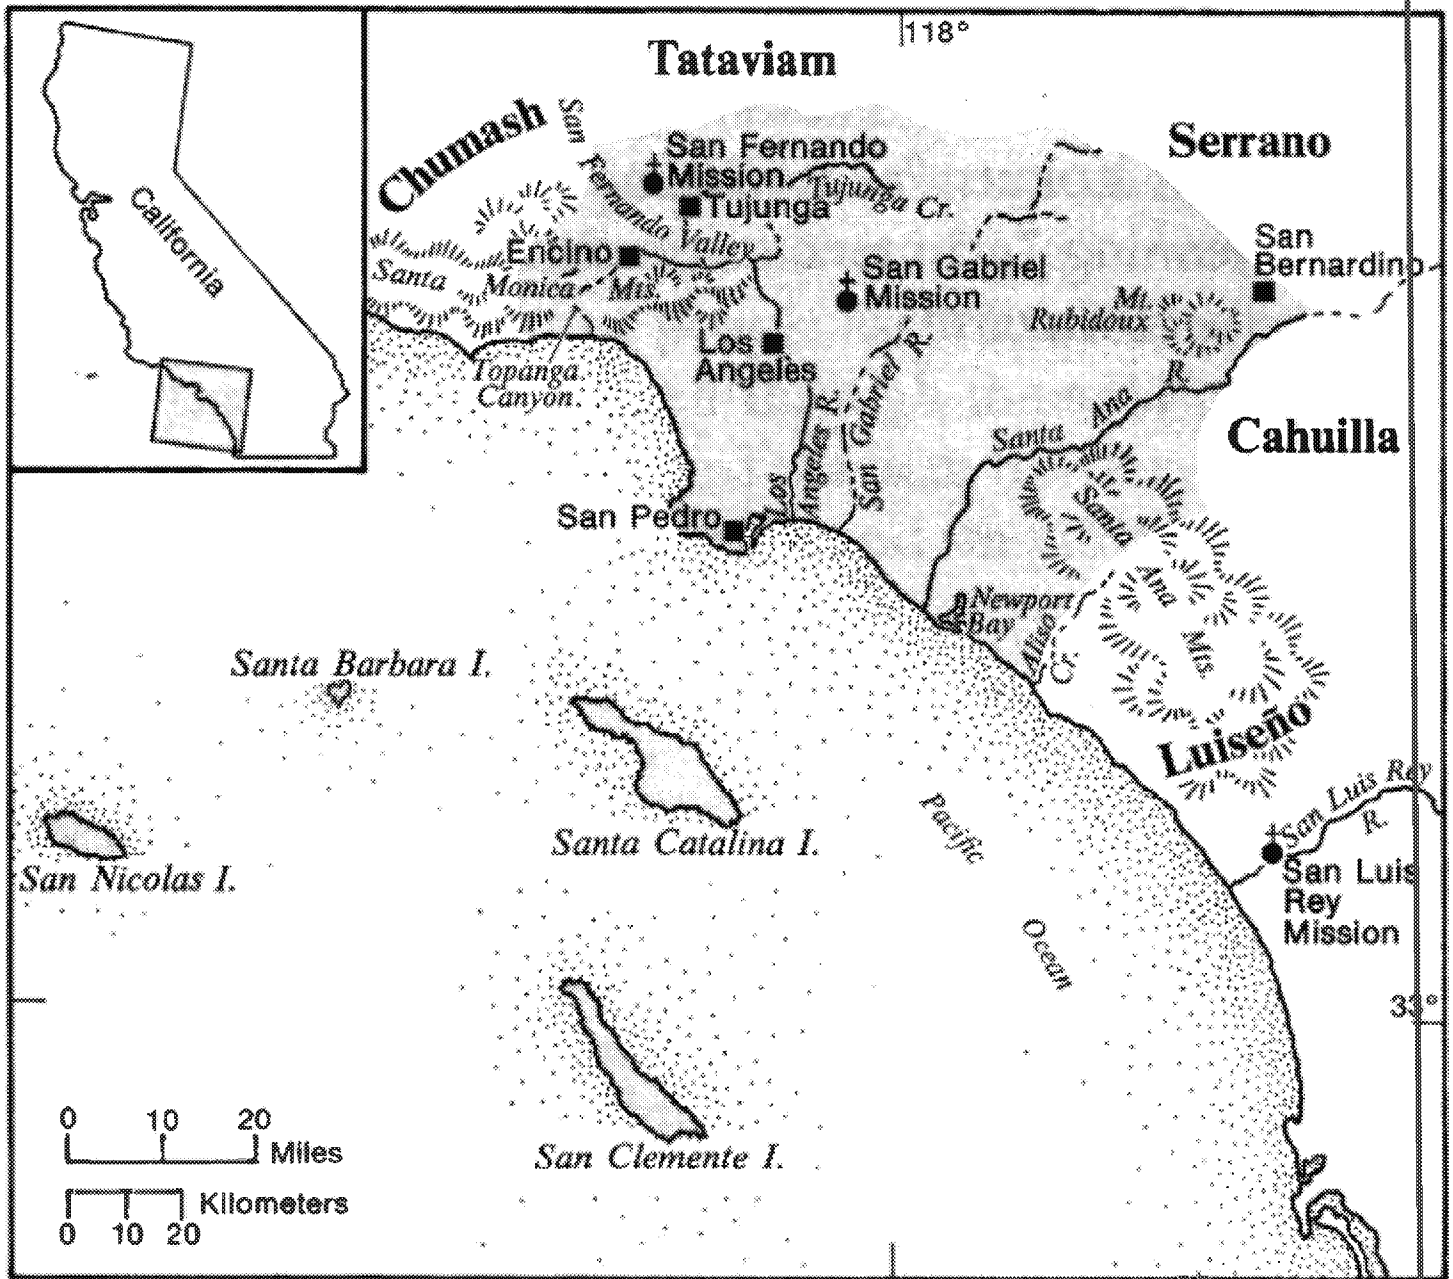 118°
Tataviam
Chumash
Serrano
California
San
Fernando
Valley
San Fernando
Mission
Tujunga Cr.
Tujunga
Encino
San
Bernardino
San Gabriel
Mission
Santa
Monica
Mts.
Mt.
Rubidoux
Los
Angeles
Topanga
Canyon
Los
Angeles R.
San Gabriel R.
Santa Ana R.
Cahuilla
Santa
Ana
Mts.
San Pedro
Newport
Bay
Aliso
Cr.
Santa Barbara I.
Luiseño
San Luis Rey
R.
Santa Catalina I.
Pacific
Ocean
San Nicolas I.
San Luis
Rey
Mission
33°
San Clemente I.
0 10 20
Miles
Kilometers
0 10 20